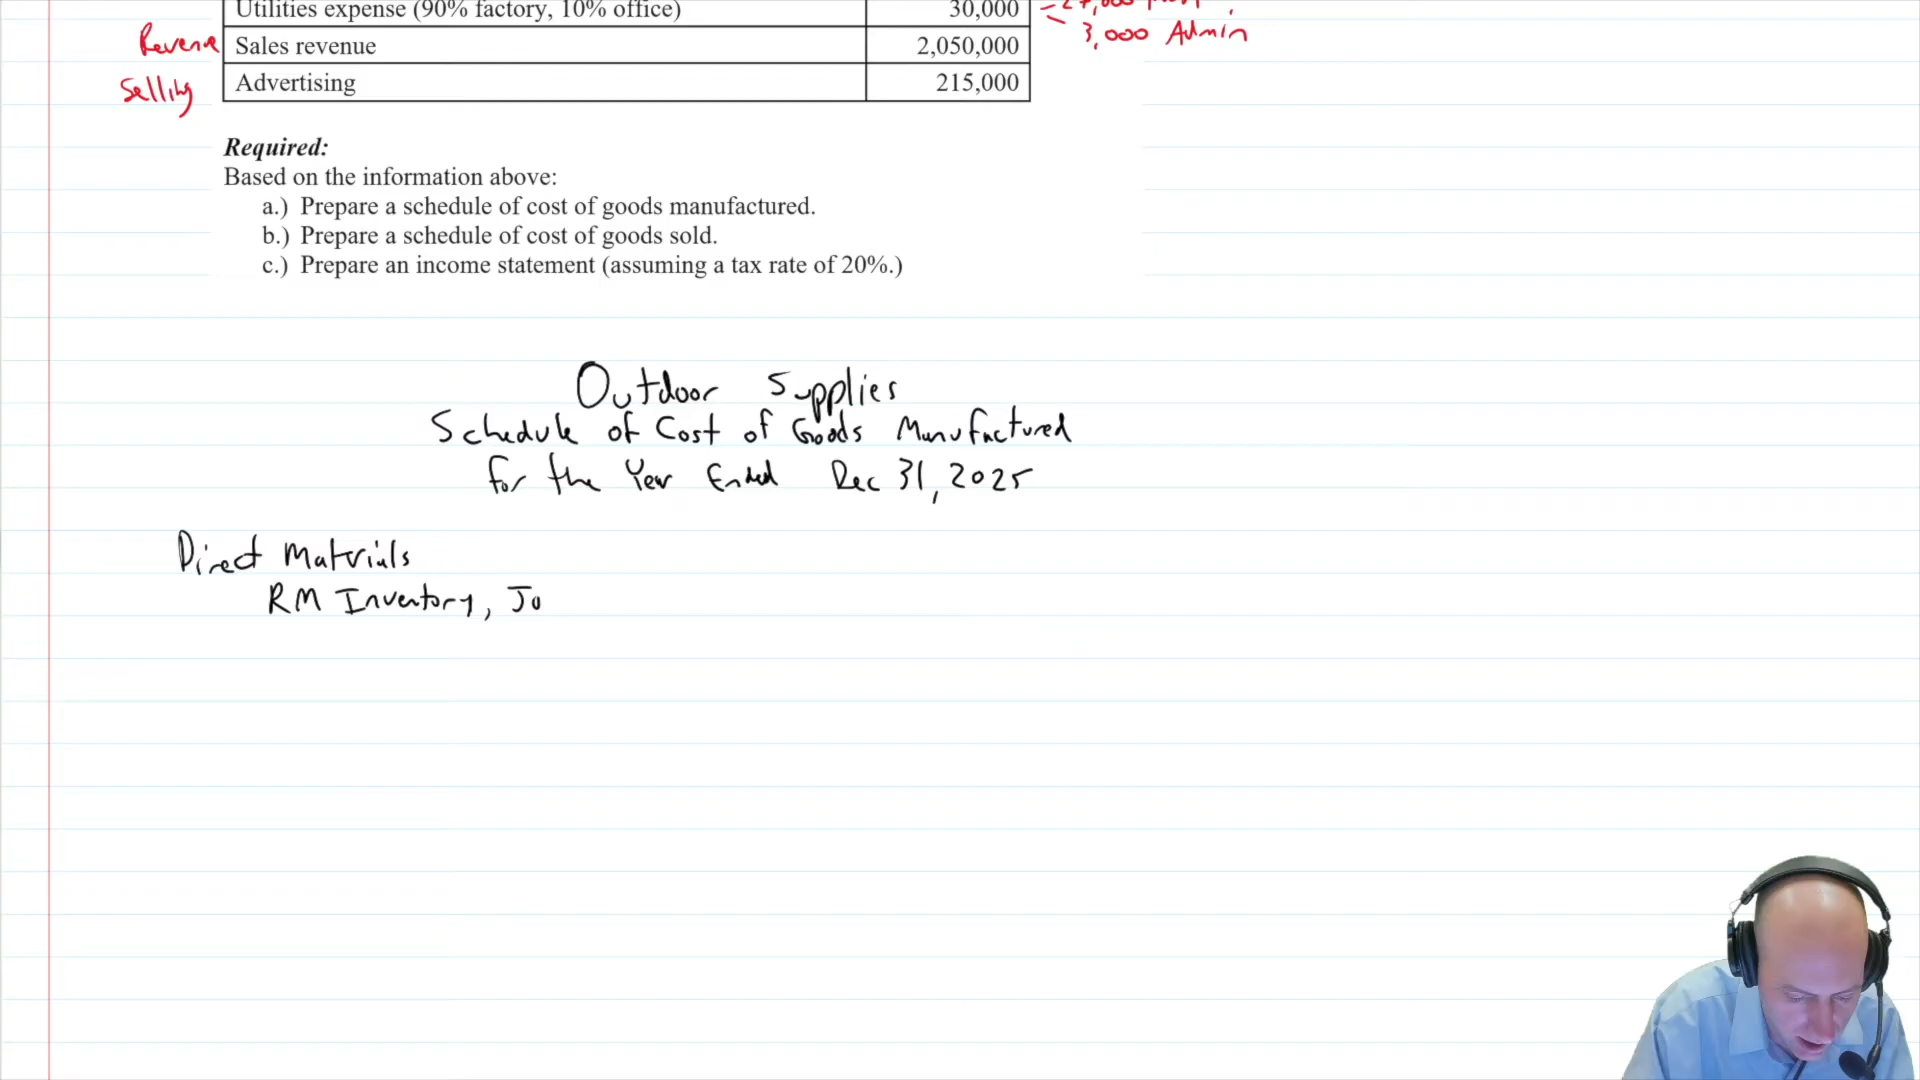 Utilities expense (90% factory, 10% office) 30,000
3,000 Admin
Revenue Sales revenue 2,050,000
Selling Advertising 215,000
Required:
Based on the information above:
a.) Prepare a schedule of cost of goods manufactured.
b.) Prepare a schedule of cost of goods sold.
c.) Prepare an income statement (assuming a tax rate of 20%.)
Outdoor Supplies
Schedule of Cost of Goods Manufactured
for the Year Ended Dec 31, 2025
Direct Materials
RM Inventory, Ja